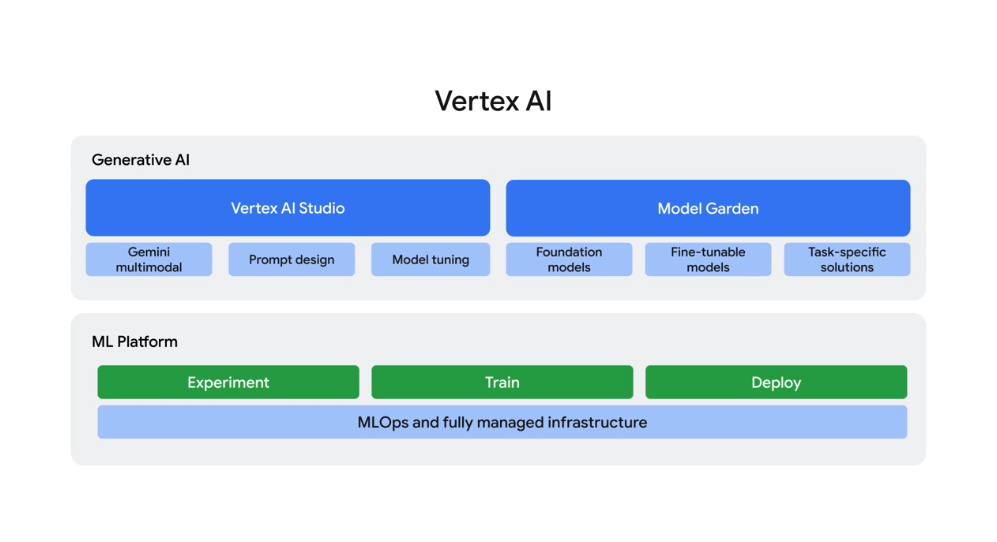 Vertex AI
Generative AI
Vertex AI Studio
Model Garden
Gemini
multimodal
Prompt design
Model tuning
Foundation
models
Fine-tunable
models
Task-specific
solutions
ML Platform
Experiment
Train
Deploy
MLOps and fully managed infrastructure